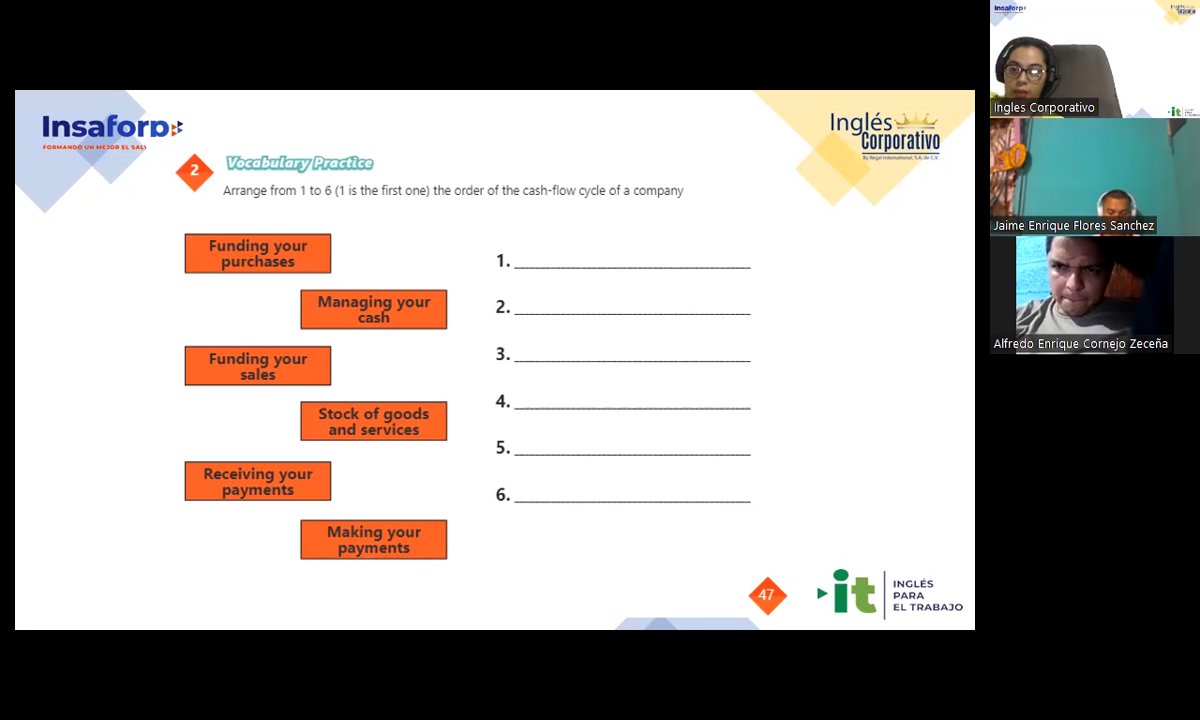 Insaforp
FORMANDO UN MEJOR EL SALV
Inglés
Corporativo
By Regal International, S.A. de C.V.
2
Vocabulary Practice
Arrange from 1 to 6 (1 is the first one) the order of the cash-flow cycle of a company
Funding your
purchases
Managing your
cash
Funding your
sales
Stock of goods
and services
Receiving your
payments
Making your
payments
1.
2.
3.
4.
5.
6.
47
it
INGLÉS
PARA
EL TRABAJO
Insaforp
Ingles Corporativo
Jaime Enrique Flores Sanchez
Alfredo Enrique Cornejo Zeceña